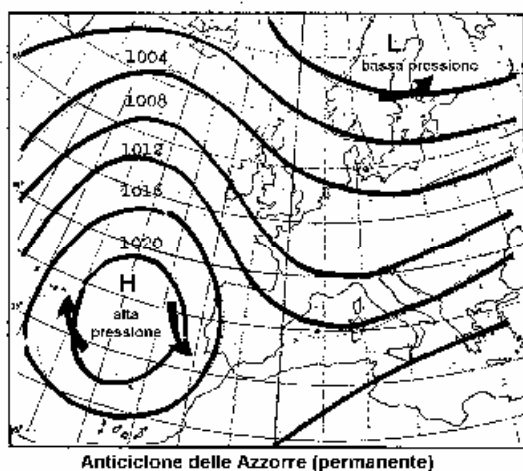 L
bassa pressione
1004
1008
1012
1016
1020
H
alta
pressione
Anticiclone delle Azzorre (permanente)